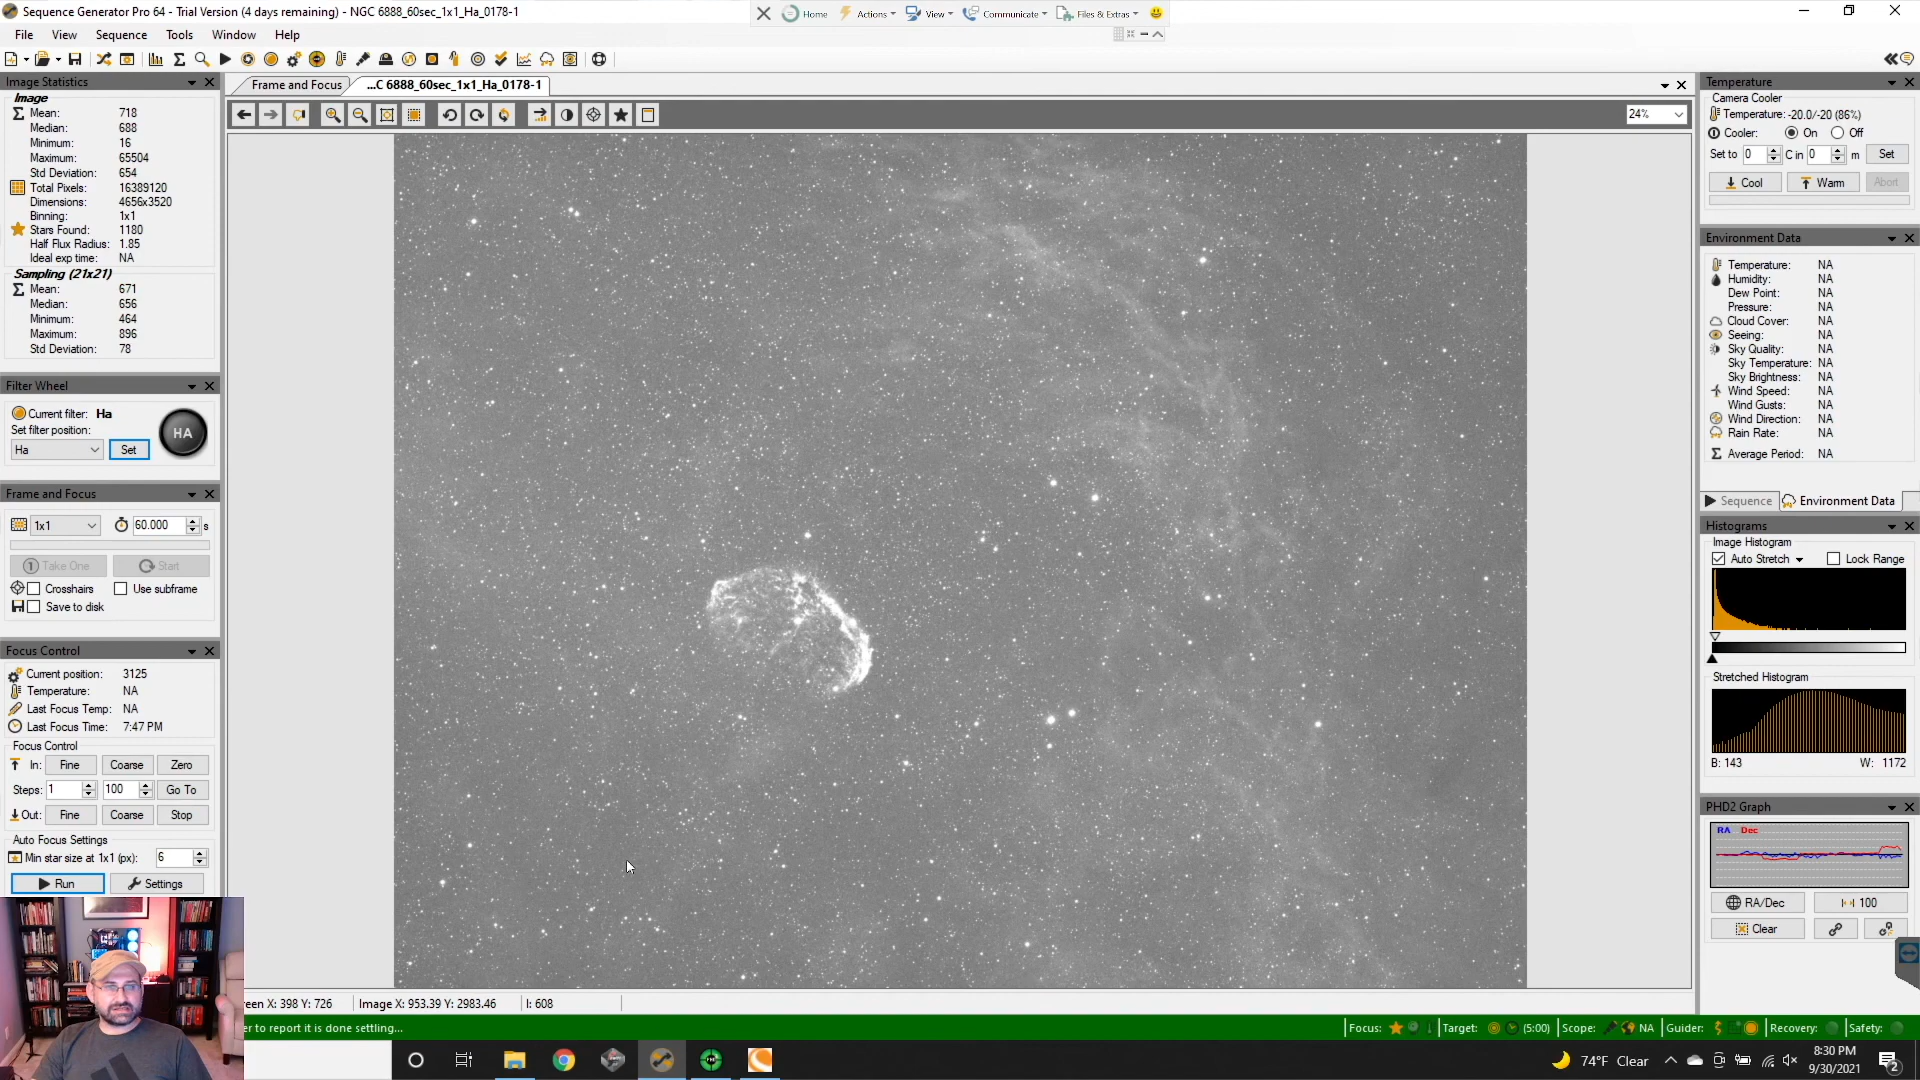 Sequence Generator Pro 64 - Trial Version (4 days remaining) - NGC 6888_60sec_1x1_Ha_0178-1
Home
Actions
View
Communicate
Files & Extras
File View Sequence Tools Window Help
Image Statistics
Image
Mean: 718
Median: 688
Minimum: 16
Maximum: 65504
Std Deviation: 654
Total Pixels: 16389120
Dimensions: 4656x3520
Binning: 1x1
Stars Found: 1180
Half Flux Radius: 1.85
Ideal exp time: NA
Sampling (21x21)
Mean: 671
Median: 656
Minimum: 464
Maximum: 896
Std Deviation: 78
Filter Wheel
Current filter: Ha
Set filter position:
Ha
Set
HA
Frame and Focus
1x1
60.000 s
Take One
Start
Crosshairs
Use subframe
Save to disk
Focus Control
Current position: 3125
Temperature: NA
Last Focus Temp: NA
Last Focus Time: 7:47 PM
Focus Control
In: Fine Coarse Zero
Steps: 1 100 Go To
Out: Fine Coarse Stop
Auto Focus Settings
Min star size at 1x1 (px): 6
Run
Settings
Frame and Focus
...C 6888_60sec_1x1_Ha_0178-1
24%
een X: 398 Y: 726
Image X: 953.39 Y: 2983.46
I: 608
er to report it is done settling...
Focus:
Target:
(5:00)
Scope:
NA
Guider:
Recovery:
Safety:
Temperature
Camera Cooler
Temperature: -20.0/-20 (86%)
Cooler: On Off
Set to 0 C in 0 m Set
Cool
Warm
Abort
Environment Data
Temperature: NA
Humidity: NA
Dew Point: NA
Pressure: NA
Cloud Cover: NA
Seeing: NA
Sky Quality: NA
Sky Temperature: NA
Sky Brightness: NA
Wind Speed: NA
Wind Gusts: NA
Wind Direction: NA
Rain Rate: NA
Average Period: NA
Sequence
Environment Data
Histograms
Image Histogram
Auto Stretch
Lock Range
Stretched Histogram
B: 143
W: 1172
PHD2 Graph
RA Dec
RA/Dec
100
Clear
74°F Clear
8:30 PM
9/30/2021
2